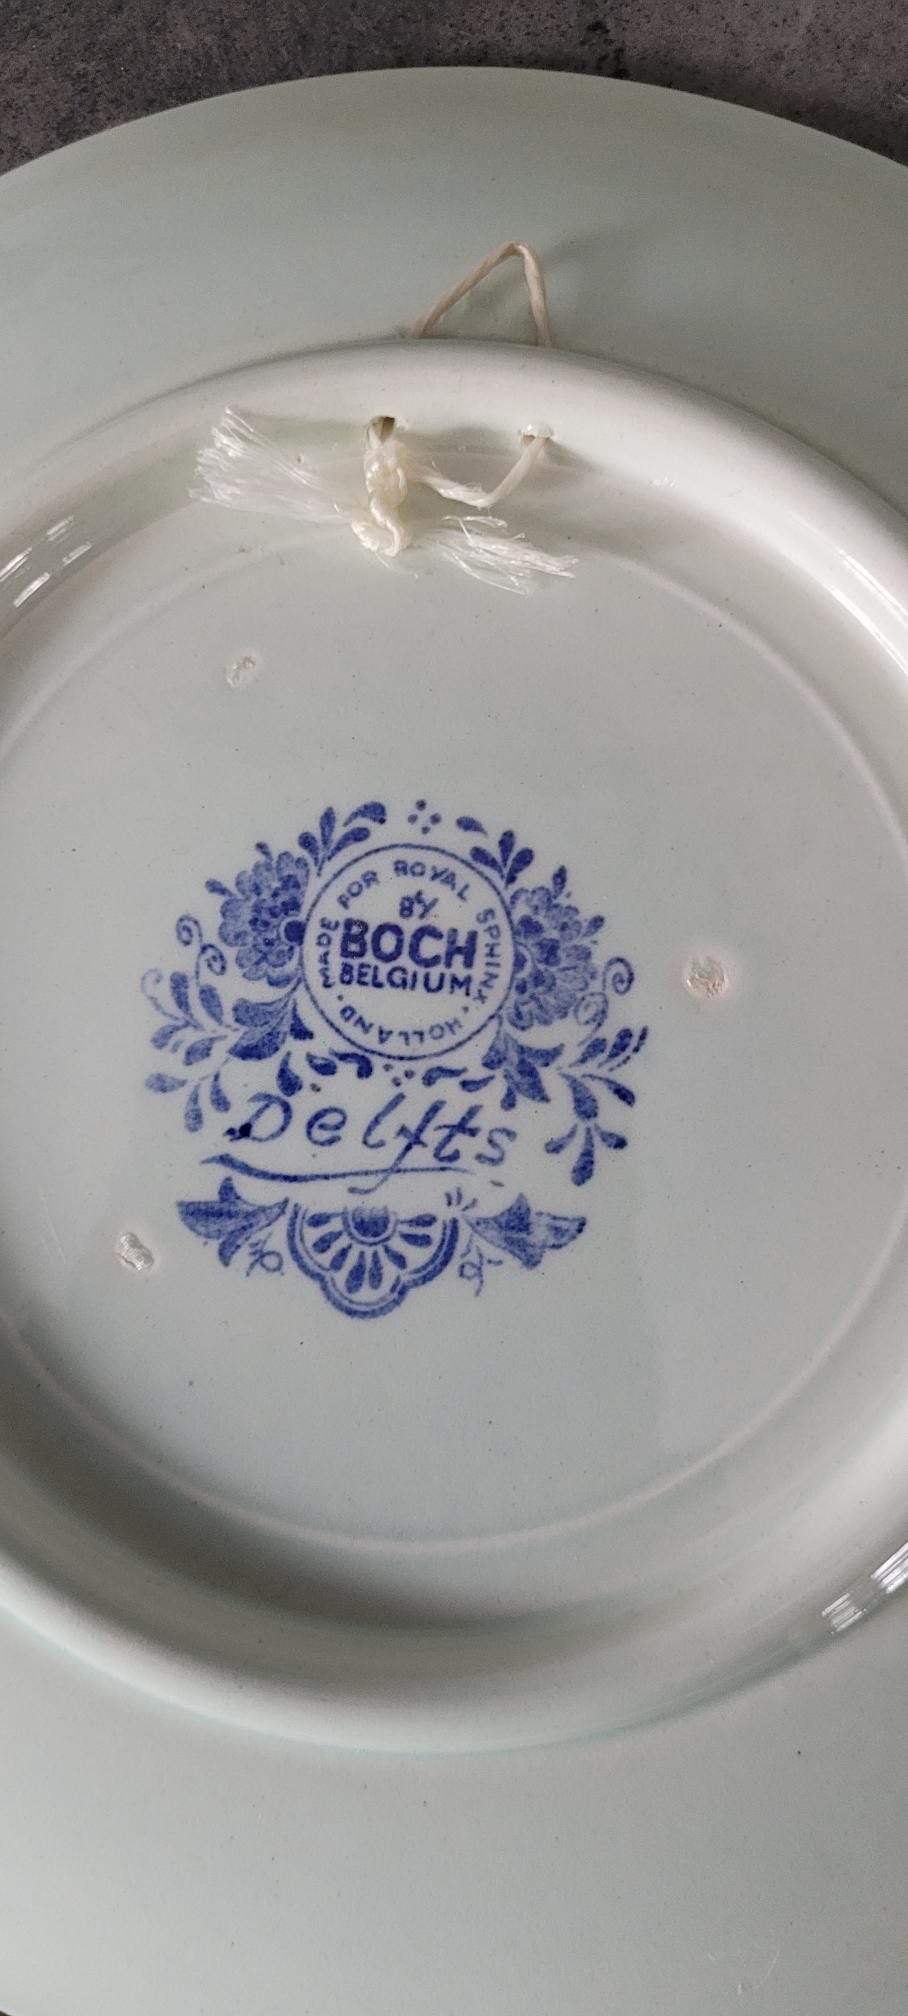 MADE FOR ROYAL SPHINX · HOLLAND ·
BY
BOCH
BELGIUM
Delfts